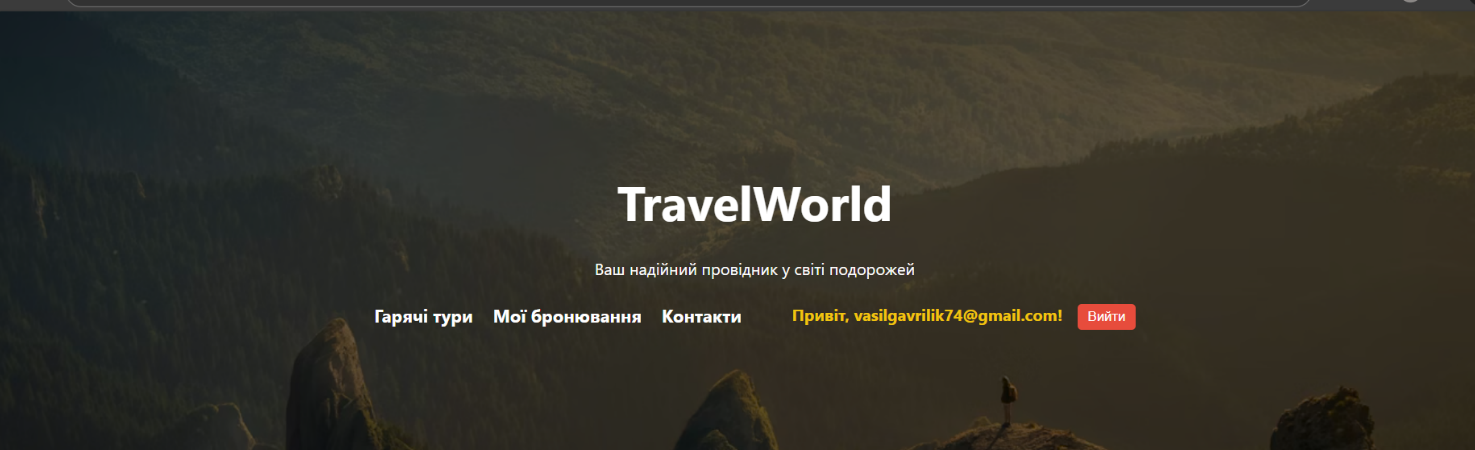 TravelWorld
Ваш надійний провідник у світі подорожей
Гарячі тури Мої бронювання Контакти Привіт, vasilgavrilik74@gmail.com! Вийти